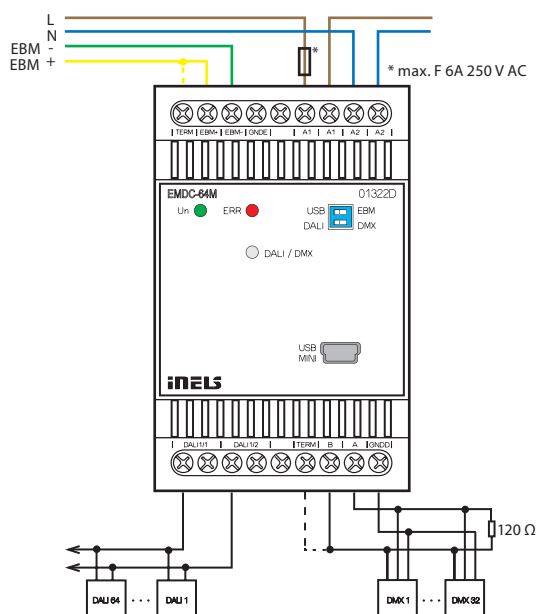 L
N
EBM -
EBM +
*
* max. F 6A 250 V AC
TERM EBM+ EBM- GNDE A1 A1 A2 A2
EMDC-64M 01322D
Un ERR USB EBM
DALI DMX
DALI / DMX
USB
MINI
iNELS
DALI1/1 DALI1/2 TERM B A GNDD
120 Ω
DALI 64 · · · DALI 1 DMX 1 · · · DMX 32